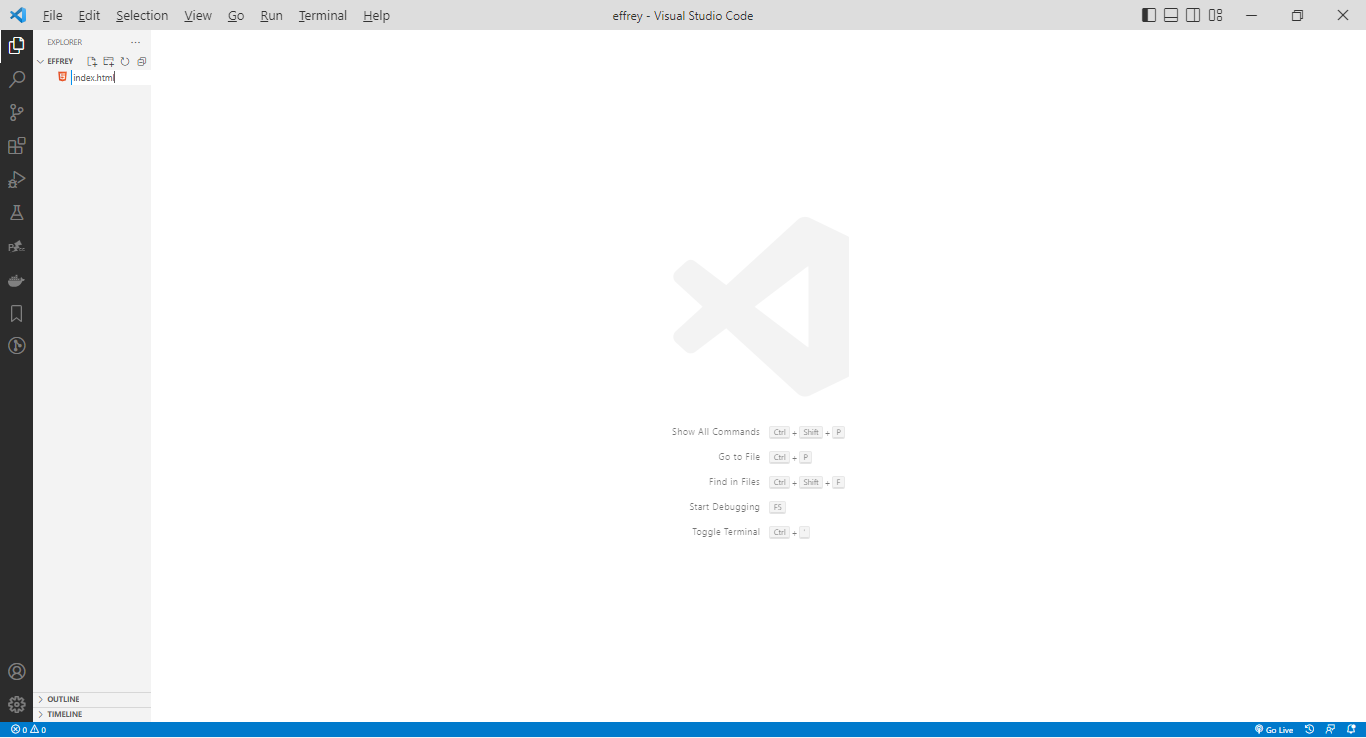 File Edit Selection View Go Run Terminal Help effrey - Visual Studio Code
EXPLORER
EFFREY
index.html
Show All Commands Ctrl + Shift + P
Go to File Ctrl + P
Find in Files Ctrl + Shift + F
Start Debugging F5
Toggle Terminal Ctrl + `
OUTLINE
TIMELINE
0 0 Go Live